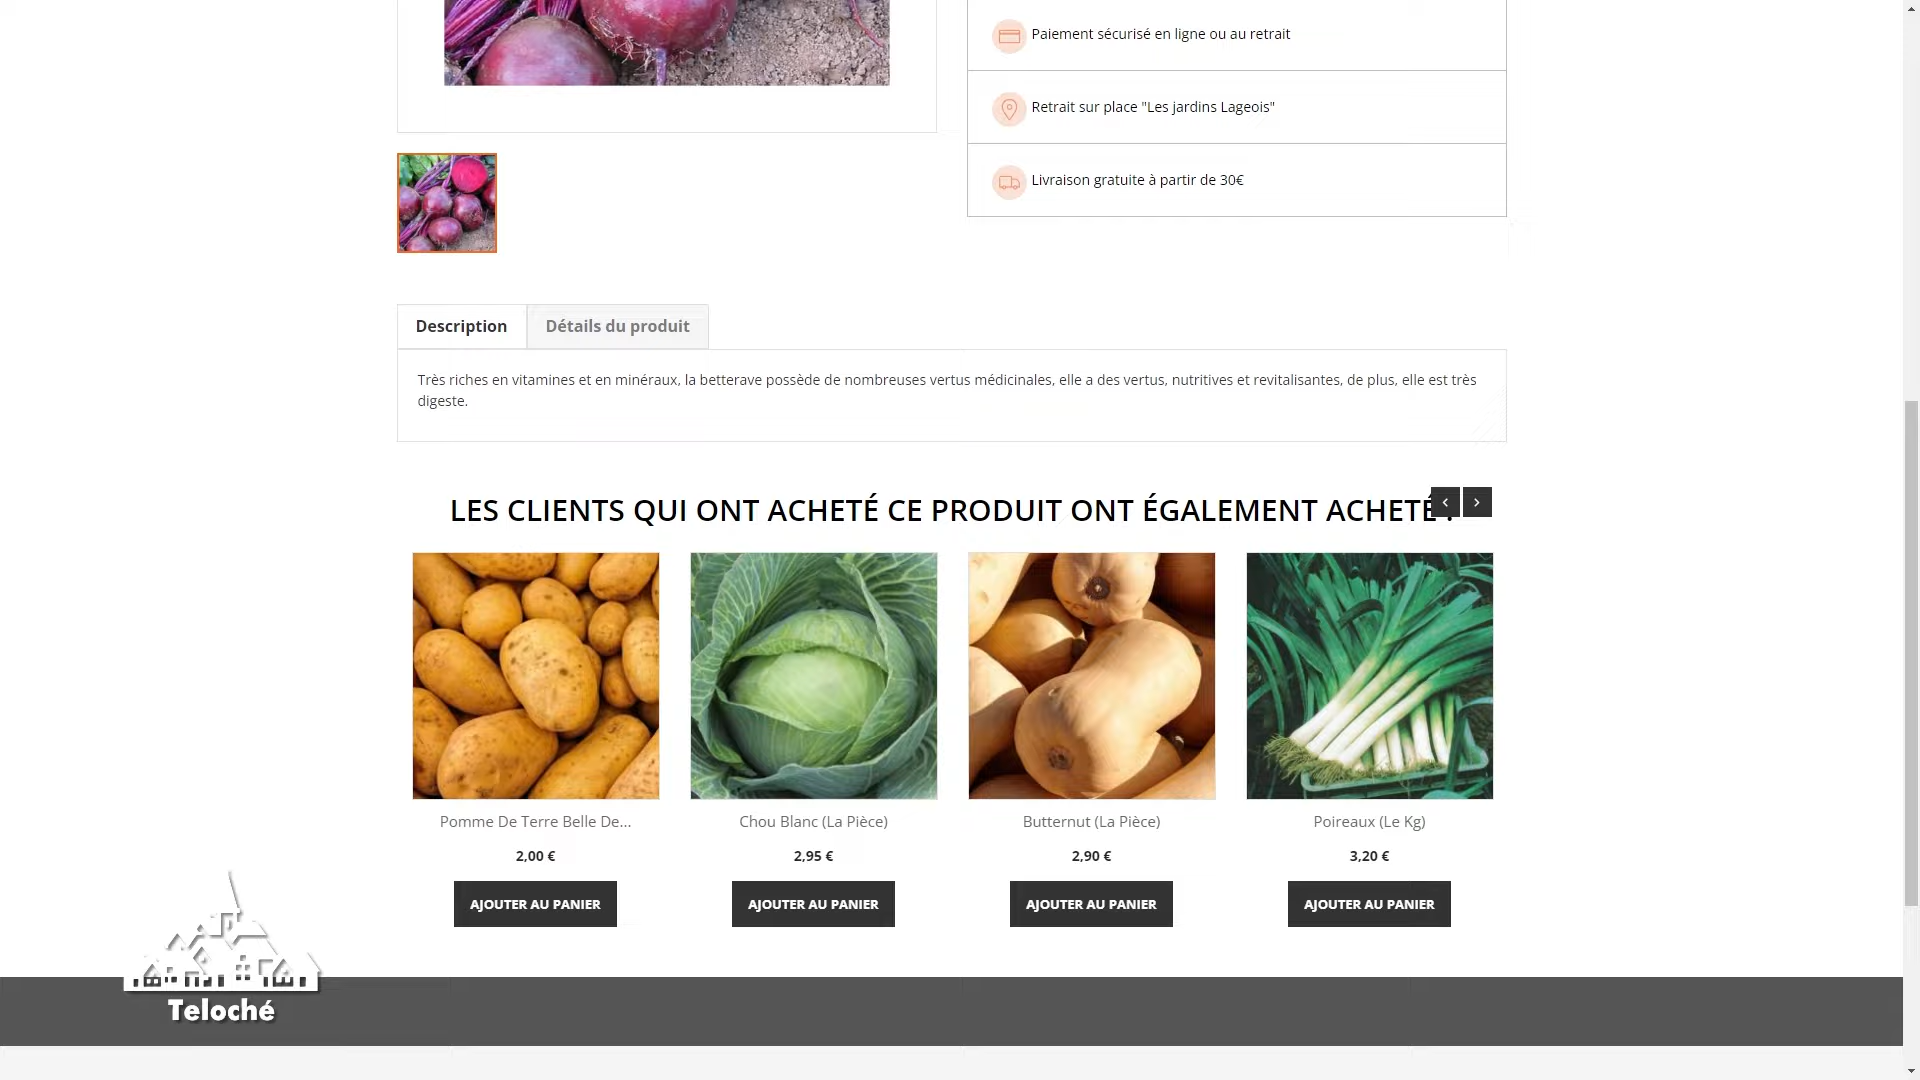 Paiement sécurisé en ligne ou au retrait
Retrait sur place "Les jardins Lageois"
Livraison gratuite à partir de 30€
Description
Détails du produit
Très riches en vitamines et en minéraux, la betterave possède de nombreuses vertus médicinales, elle a des vertus, nutritives et revitalisantes, de plus, elle est très
digeste.
LES CLIENTS QUI ONT ACHETÉ CE PRODUIT ONT ÉGALEMENT ACHETÉ :
Pomme De Terre Belle De...
Chou Blanc (La Pièce)
Butternut (La Pièce)
Poireaux (Le Kg)
2,00 €
2,95 €
2,90 €
3,20 €
AJOUTER AU PANIER
AJOUTER AU PANIER
AJOUTER AU PANIER
AJOUTER AU PANIER
Teloché